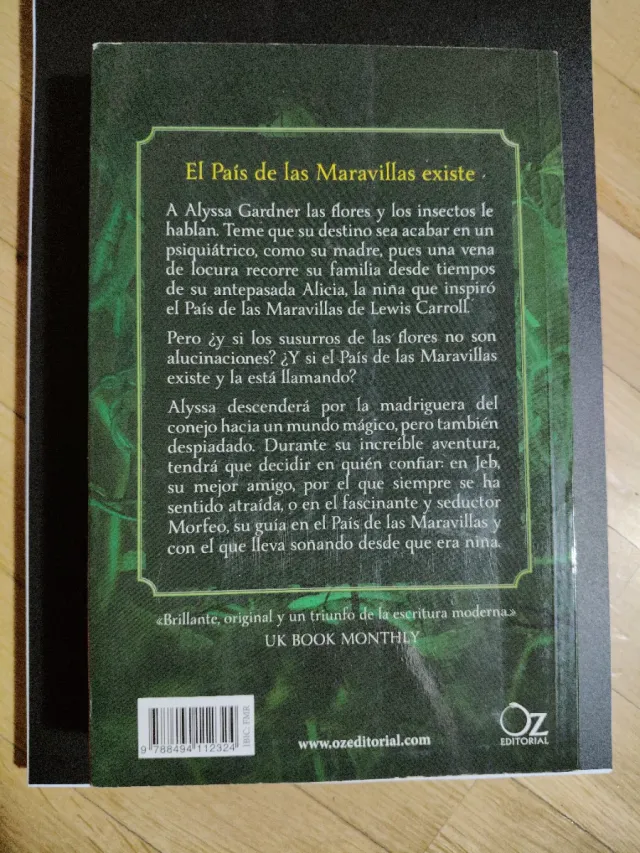 El País de las Maravillas existe
A Alyssa Gardner las flores y los insectos le
hablan. Teme que su destino sea acabar en un
psiquiátrico, como su madre, pues una vena
de locura recorre su familia desde tiempos
de su antepasada Alicia, la niña que inspiró
el País de las Maravillas de Lewis Carroll.
Pero ¿y si los susurros de las flores no son
alucinaciones? ¿Y si el País de las Maravillas
existe y la está llamando?
Alyssa descenderá por la madriguera del
conejo hacia un mundo mágico, pero también
despiadado. Durante su increíble aventura,
tendrá que decidir en quién confiar: en Jeb,
su mejor amigo, por el que siempre se ha
sentido atraída, o en el fascinante y seductor
Morfeo, su guía en el País de las Maravillas y
con el que lleva soñando desde que era niña.
«Brillante, original y un triunfo de la escritura moderna.»
UK BOOK MONTHLY
IBIC: FMR
9 788494 112324
www.ozeditorial.com
Oz
EDITORIAL